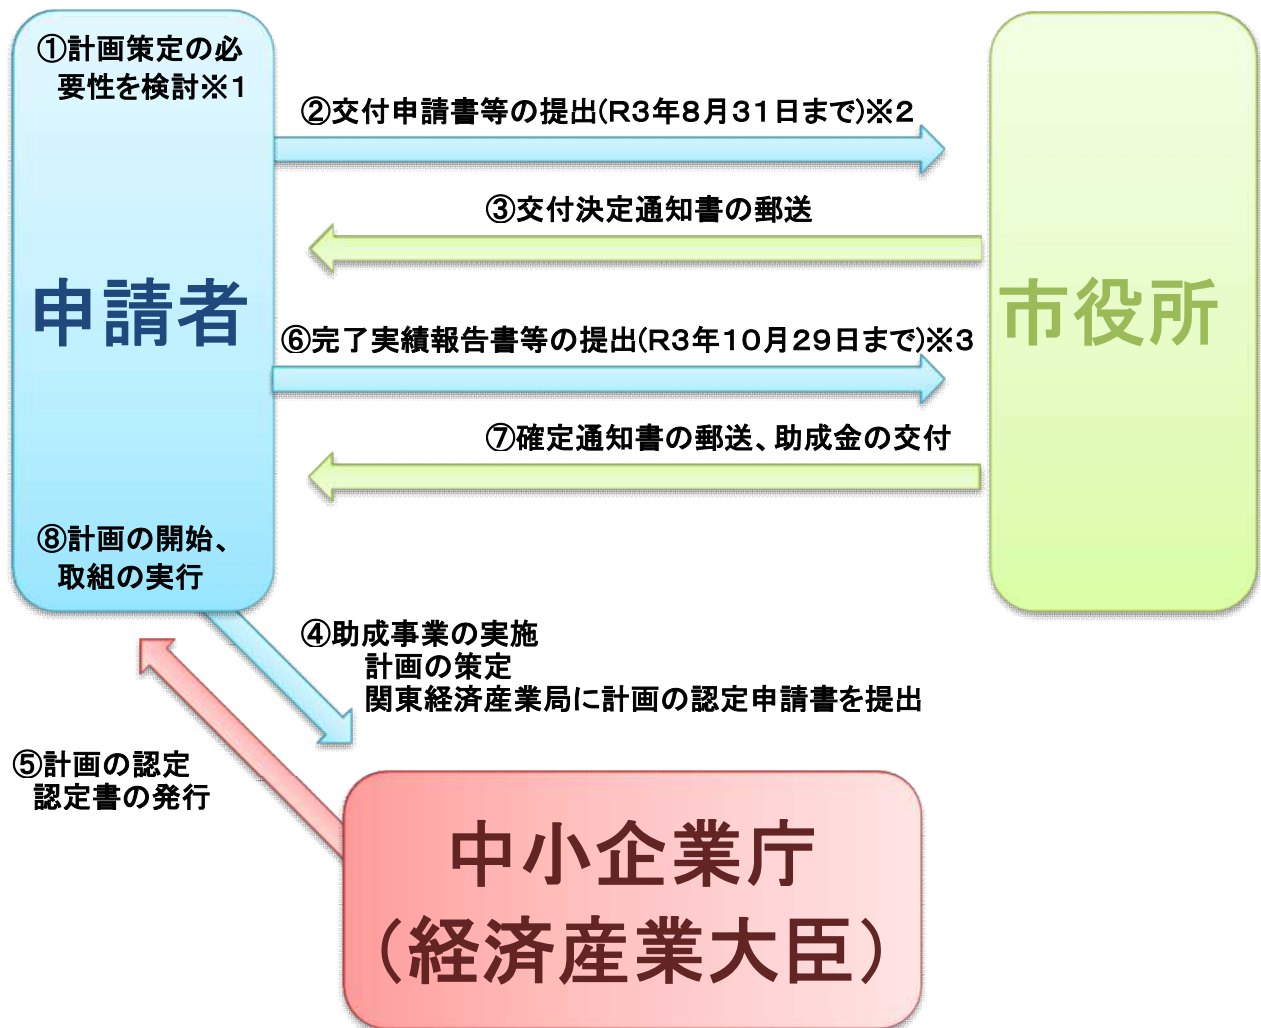 ①計画策定の必
要性を検討※1
②交付申請書等の提出(R3年8月31日まで)※2
③交付決定通知書の郵送
申請者
市役所
⑥完了実績報告書等の提出(R3年10月29日まで)※3
⑦確定通知書の郵送、助成金の交付
⑧計画の開始、
取組の実行
④助成事業の実施
計画の策定
関東経済産業局に計画の認定申請書を提出
⑤計画の認定
認定書の発行
中小企業庁
（経済産業大臣）